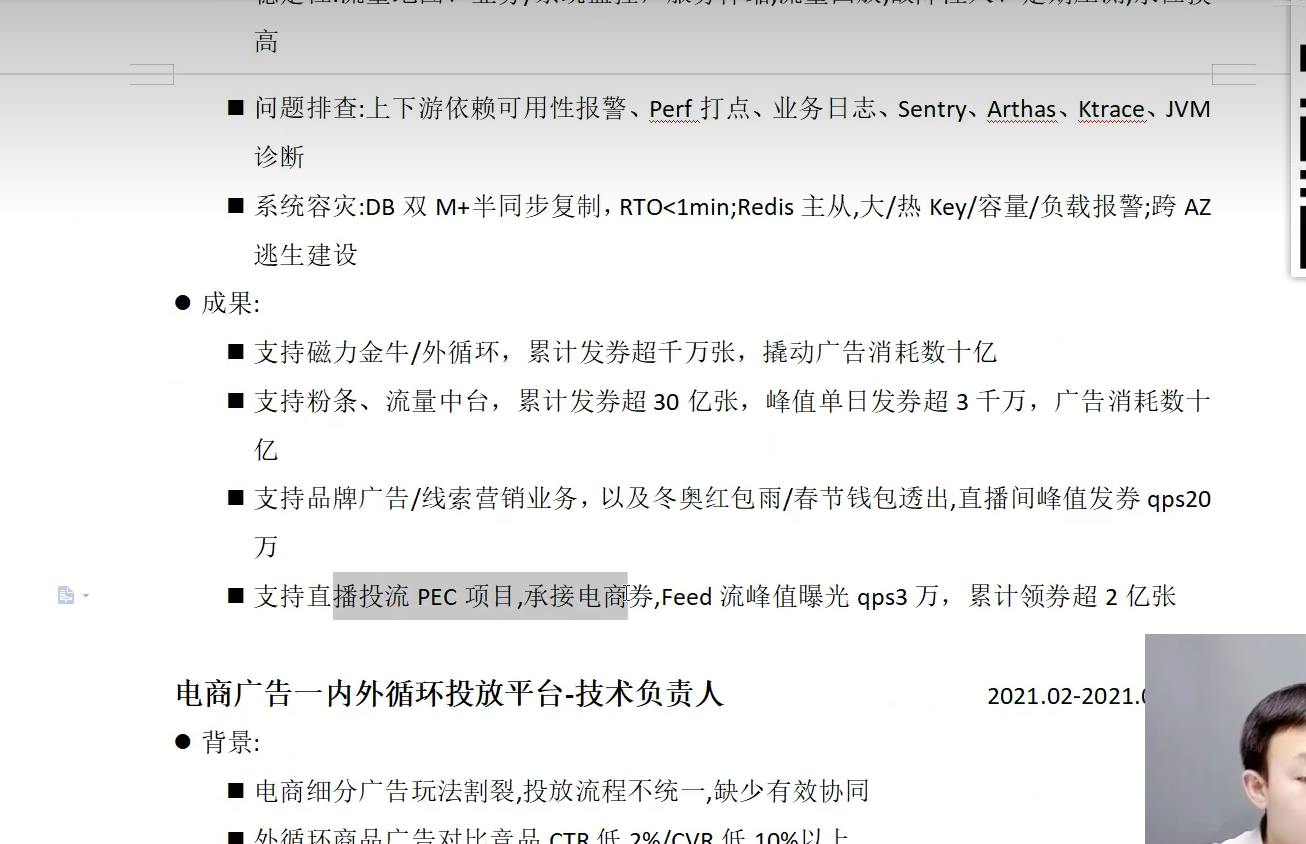 高
■ 问题排查:上下游依赖可用性报警、Perf 打点、业务日志、Sentry、Arthas、Ktrace、JVM
诊断
■ 系统容灾:DB 双 M+半同步复制，RTO<1min;Redis 主从,大/热 Key/容量/负载报警;跨 AZ
逃生建设
● 成果:
■ 支持磁力金牛/外循环，累计发券超千万张，撬动广告消耗数十亿
■ 支持粉条、流量中台，累计发券超 30 亿张，峰值单日发券超 3 千万，广告消耗数十
亿
■ 支持品牌广告/线索营销业务，以及冬奥红包雨/春节钱包透出,直播间峰值发券 qps20
万
■ 支持直播投流 PEC 项目,承接电商券,Feed 流峰值曝光 qps3 万，累计领券超 2 亿张
电商广告一内外循环投放平台-技术负责人 2021.02-2021.
● 背景:
■ 电商细分广告玩法割裂,投放流程不统一,缺少有效协同
■ 外循环商品广告对比竞品 CTR 低 2%/CVR 低 10%以上